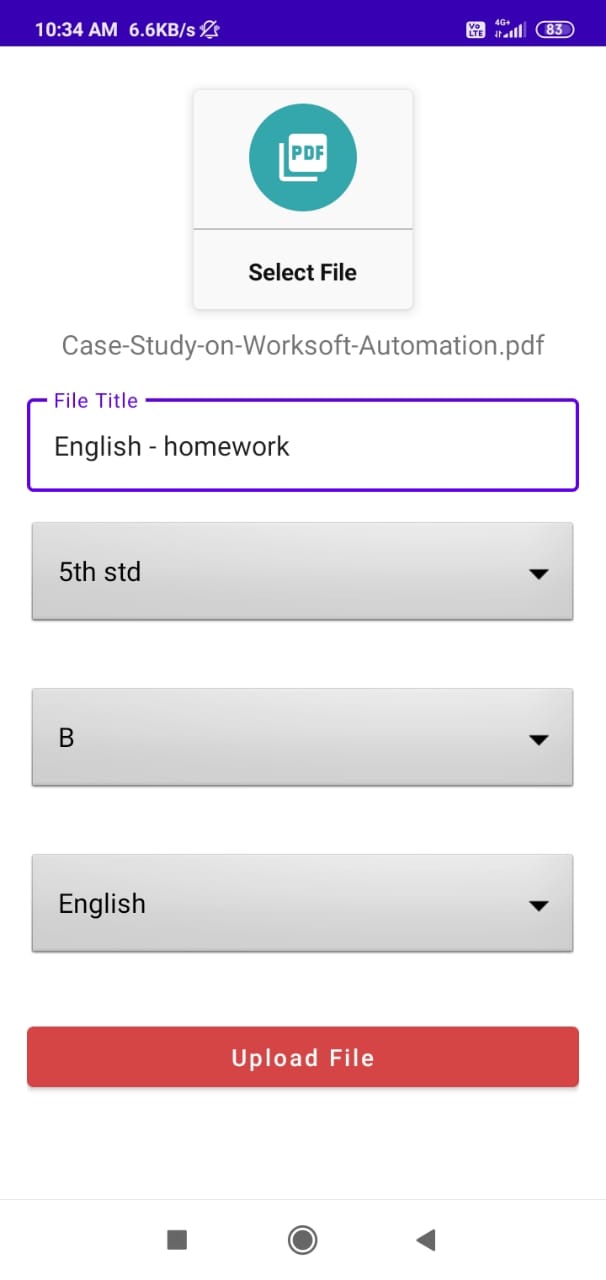 10:34 AM 6.6KB/s Vo LTE 4G+ 83
PDF
Select File
Case-Study-on-Worksoft-Automation.pdf
File Title
English - homework
5th std
B
English
Upload File